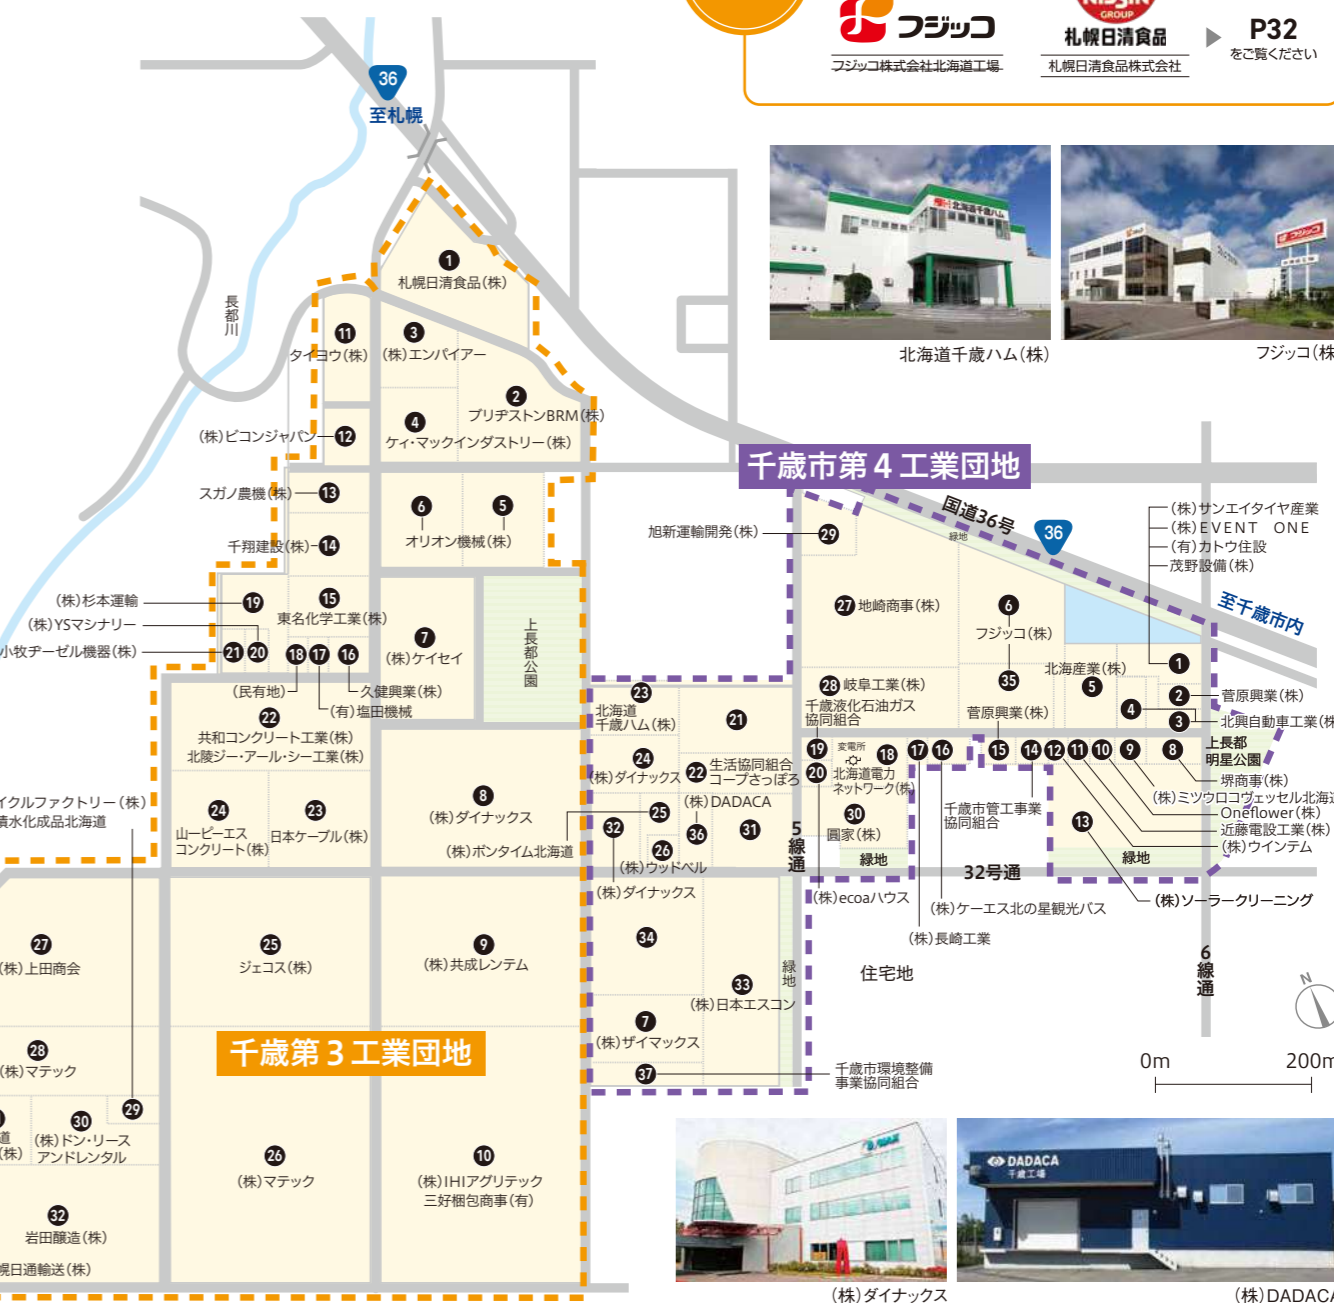 フジッコ
フジッコ株式会社北海道工場
NISSIN
GROUP
札幌日清食品
札幌日清食品株式会社
P32
をご覧ください
36
至札幌
長都川
北海道千歳ハム
フジッコ
北海道千歳ハム(株)
フジッコ(株
1
札幌日清食品(株)
11
タイヨウ(株)
3
(株)エンパイアー
2
ブリヂストンBRM(株)
4
ケィ・マックインダストリー(株)
(株)ピコンジャパン
12
スガノ農機(株)
13
千翔建設(株)
14
6
5
オリオン機械(株)
(株)杉本運輸
19
15
東名化学工業(株)
(株)YSマシナリー
小牧ヂーゼル機器(株)
21
20
18
17
16
(民有地)
久健興業(株)
(有)塩田機械
7
(株)ケイセイ
上長都公園
22
共和コンクリート工業(株)
北陵ジー・アール・シー工業(株)
イクルファクトリー(株)
積水化成品北海道
24
山一ピーエス
コンクリート(株)
23
日本ケーブル(株)
8
(株)ダイナックス
27
(株)上田商会
25
ジェコス(株)
9
(株)共成レンテム
千歳第3工業団地
28
(株)マテック
29
30
(株)ドン・リース
アンドレンタル
道
(株)
26
(株)マテック
10
(株)IHIアグリテック
三好梱包商事(有)
32
岩田醸造(株)
幌日通輸送(株)
千歳市第4工業団地
国道36号
36
緑地
至千歳市内
旭新運輸開発(株)
29
(株)サンエイタイヤ産業
(株)EVENT ONE
(有)カトウ住設
茂野設備(株)
27
地崎商事(株)
6
フジッコ(株)
35
北海産業(株)
5
1
2
菅原興業(株)
4
3
北興自動車工業(株
28
岐阜工業(株)
千歳液化石油ガス
協同組合
菅原興業(株)
23
北海道
千歳ハム(株)
21
24
(株)ダイナックス
22
生活協同組合
コープさっぽろ
19
変電所
18
北海道電力
ネットワーク(株)
20
17
16
15
14
12
11
10
9
8
上長都
明星公園
堺商事(株)
(株)ミツウロコヴェッセル北海道
Oneflower(株)
近藤電設工業(株)
(株)ウインテム
千歳市管工事業
協同組合
13
緑地
(株)ソーラークリーニング
(株)DADACA
25
36
31
32
26
(株)ボンタイム北海道
(株)ウッドベル
(株)ダイナックス
30
圓家(株)
緑地
5線通
32号通
(株)ecoaハウス
(株)ケーエス北の星観光バス
(株)長崎工業
34
33
(株)日本エスコン
緑地
住宅地
6線通
7
(株)ザイマックス
37
千歳市環境整備
事業協同組合
N
0m
200m
DADACA
千歳工場
(株)ダイナックス
(株)DADACA